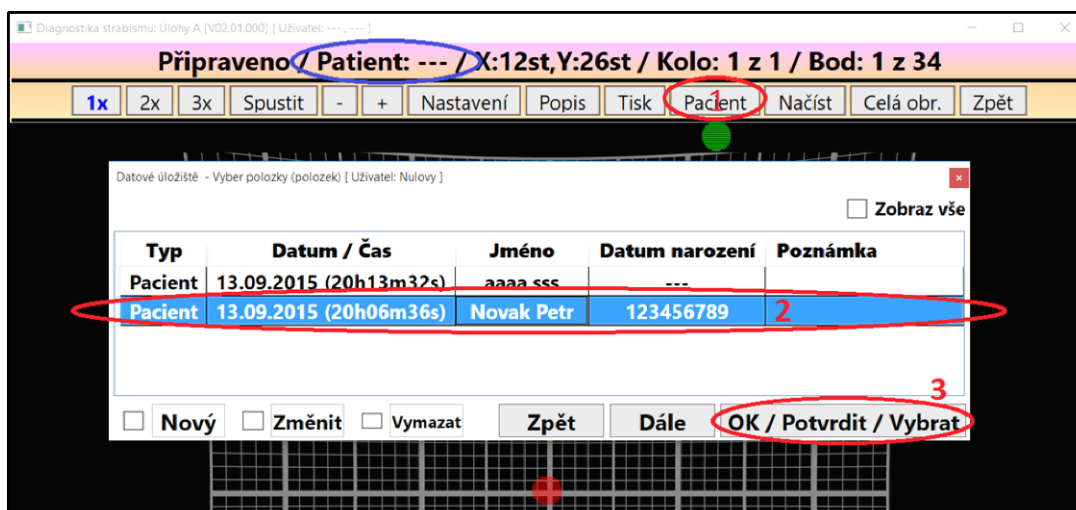 Diagnostika strabismu: Úlohy A [V02.01.000] [ Uživatel: --- , --- ]
Připraveno / Patient: --- / X:12st,Y:26st / Kolo: 1 z 1 / Bod: 1 z 34
1x 2x 3x Spustit - + Nastavení Popis Tisk Pacient Načíst Celá obr. Zpět
1
Datové úložiště - Vyber polozky (polozek) [ Uživatel: Nulovy ]
Zobraz vše
Typ Datum / Čas Jméno Datum narození Poznámka
Pacient 13.09.2015 (20h13m32s) aaaa sss ---
Pacient 13.09.2015 (20h06m36s) Novak Petr 123456789 2
3
Nový Změnit Vymazat Zpět Dále OK / Potvrdit / Vybrat